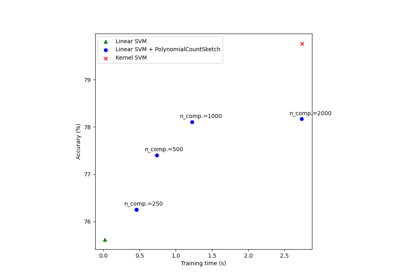 Linear SVM
Linear SVM + PolynomialCountSketch
Kernel SVM
79
78
77
76
Accurary (%)
n_comp.=1000
n_comp.=2000
n_comp.=500
n_comp.=250
0.0 0.5 1.0 1.5 2.0 2.5
Training time (s)